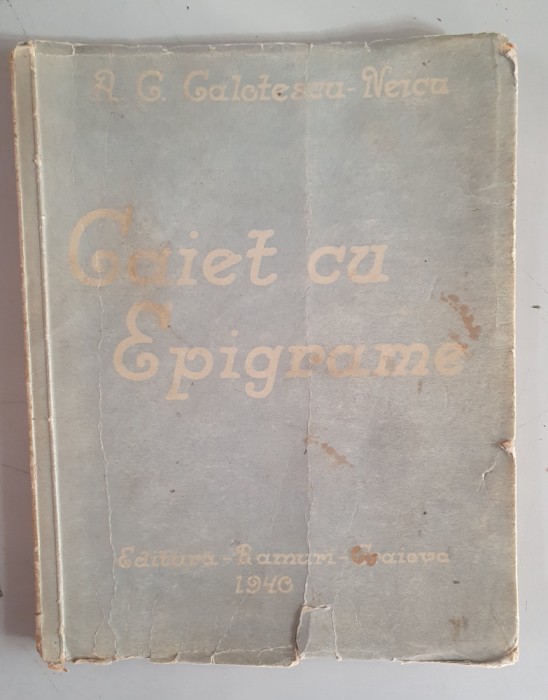 A. C. Calotescu-Neicu
Caiet cu
Epigrame
Editura-Ramuri-Craiova
1940